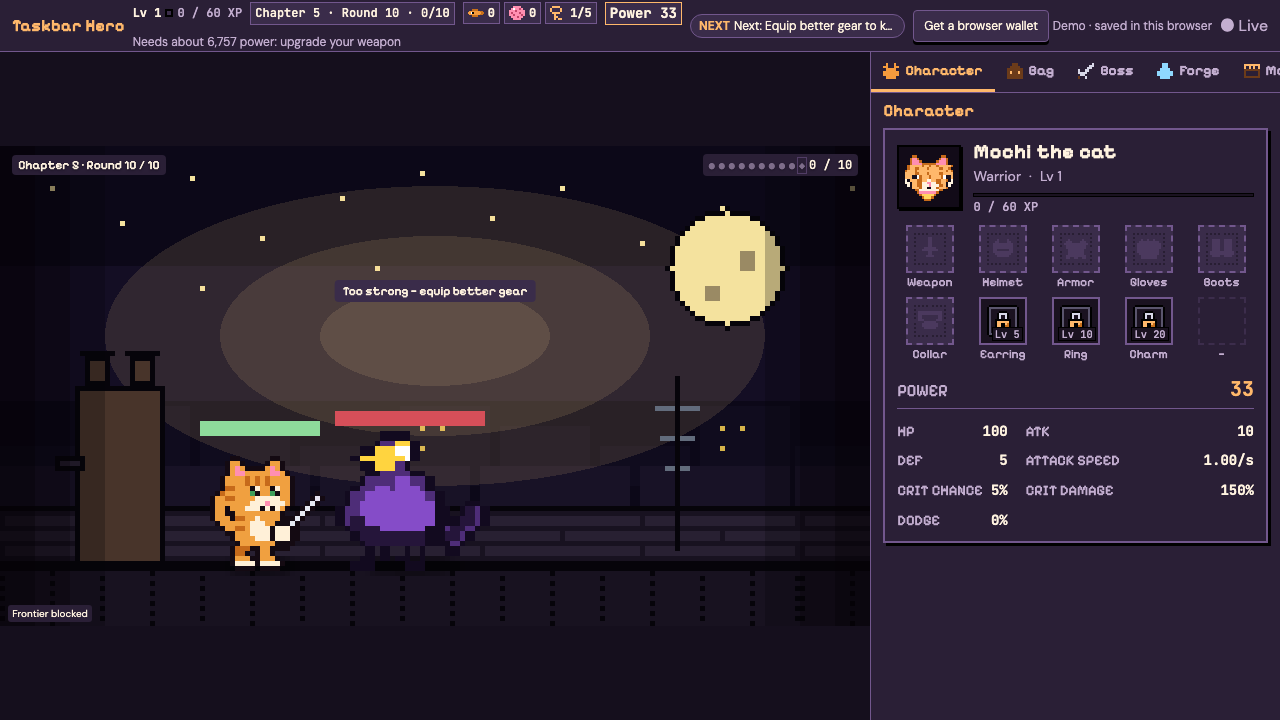 Taskbar Hero
Lv 1 0 / 60 XP
Chapter 5 · Round 10 · 0/10
0
0
1/5
Power 33
Needs about 6,757 power: upgrade your weapon
NEXT Next: Equip better gear to k…
Get a browser wallet
Demo · saved in this browser
Live
Character
Bag
Boss
Forge
Chapter 5 · Round 10 / 10
0 / 10
Too strong – equip better gear
Frontier blocked
Character
Mochi the cat
Warrior · Lv 1
0 / 60 XP
Weapon
Helmet
Armor
Gloves
Boots
Lv 5
Lv 10
Lv 20
Collar
Earring
Ring
Charm
–
POWER 33
HP 100
ATK 10
DEF 5
ATTACK SPEED 1.00/s
CRIT CHANCE 5%
CRIT DAMAGE 150%
DODGE 0%